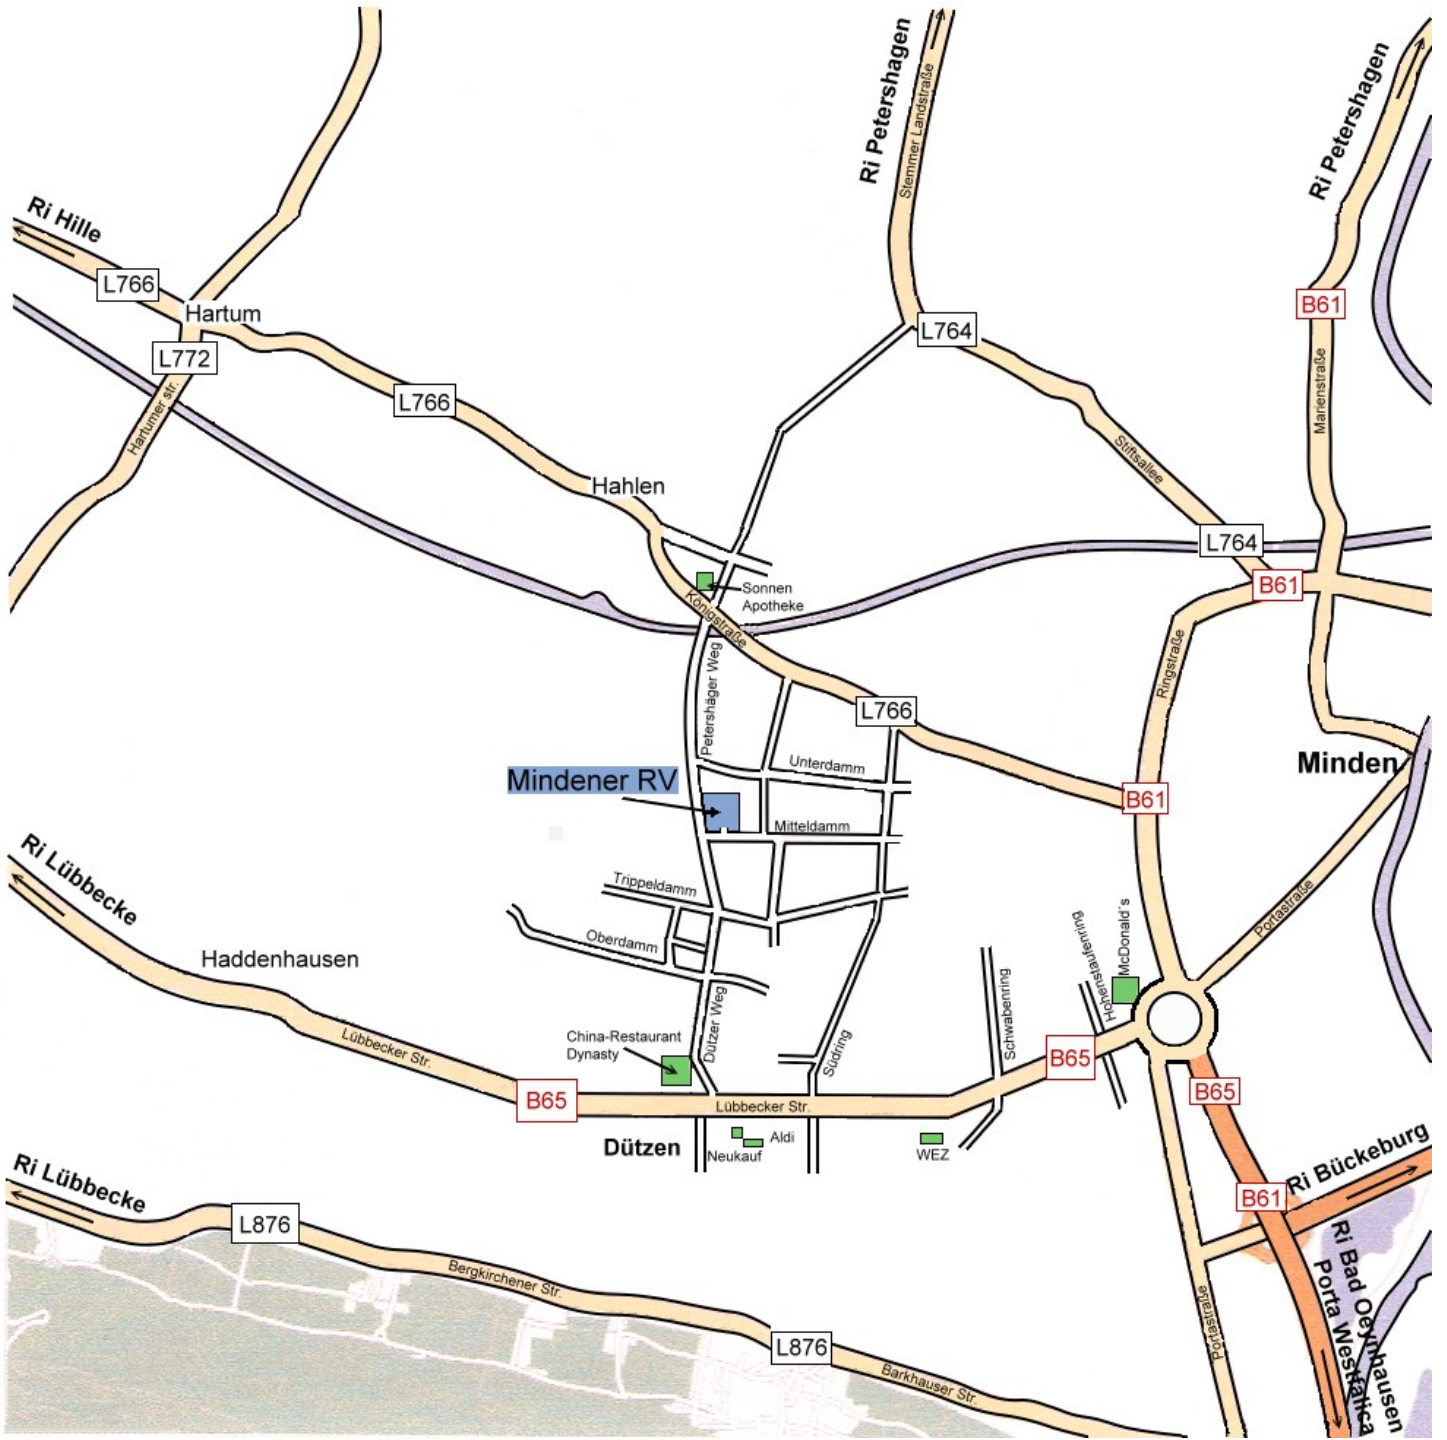 Ri Petershagen
Stemmer Landstraße
Ri Petershagen
Ri Hille
L766
Hartum
L772
Hartumer str.
L766
B61
L764
Marienstraße
Stiftsallee
Hahlen
L764
B61
Sonnen
Apotheke
Königstraße
Petershäger Weg
Ringstraße
L766
Mindener RV
Unterdamm
Minden
B61
Mitteldamm
Ri Lübbecke
Trippeldamm
Oberdamm
Haddenhausen
Portastraße
Hohenstaufenring
McDonald´s
Schwabenring
Dützer Weg
Südring
China-Restaurant
Dynasty
Lübbecker Str.
B65
B65
B65
Lübbecker Str.
Dützen
Neukauf
Aldi
WEZ
Ri Lübbecke
L876
Ri Bückeburg
B61
Ri Bad Oeynhausen
Porta Westfalica
Bergkirchener Str.
Portastraße
L876
Barkhauser Str.